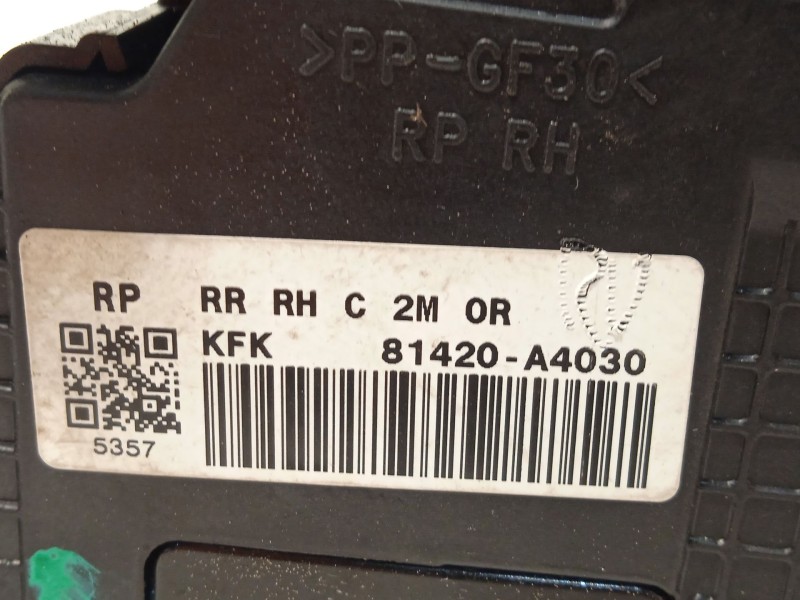 >PP-GF30<
RP RH
RP RR RH C 2M OR
KFK 81420-A4030
5357